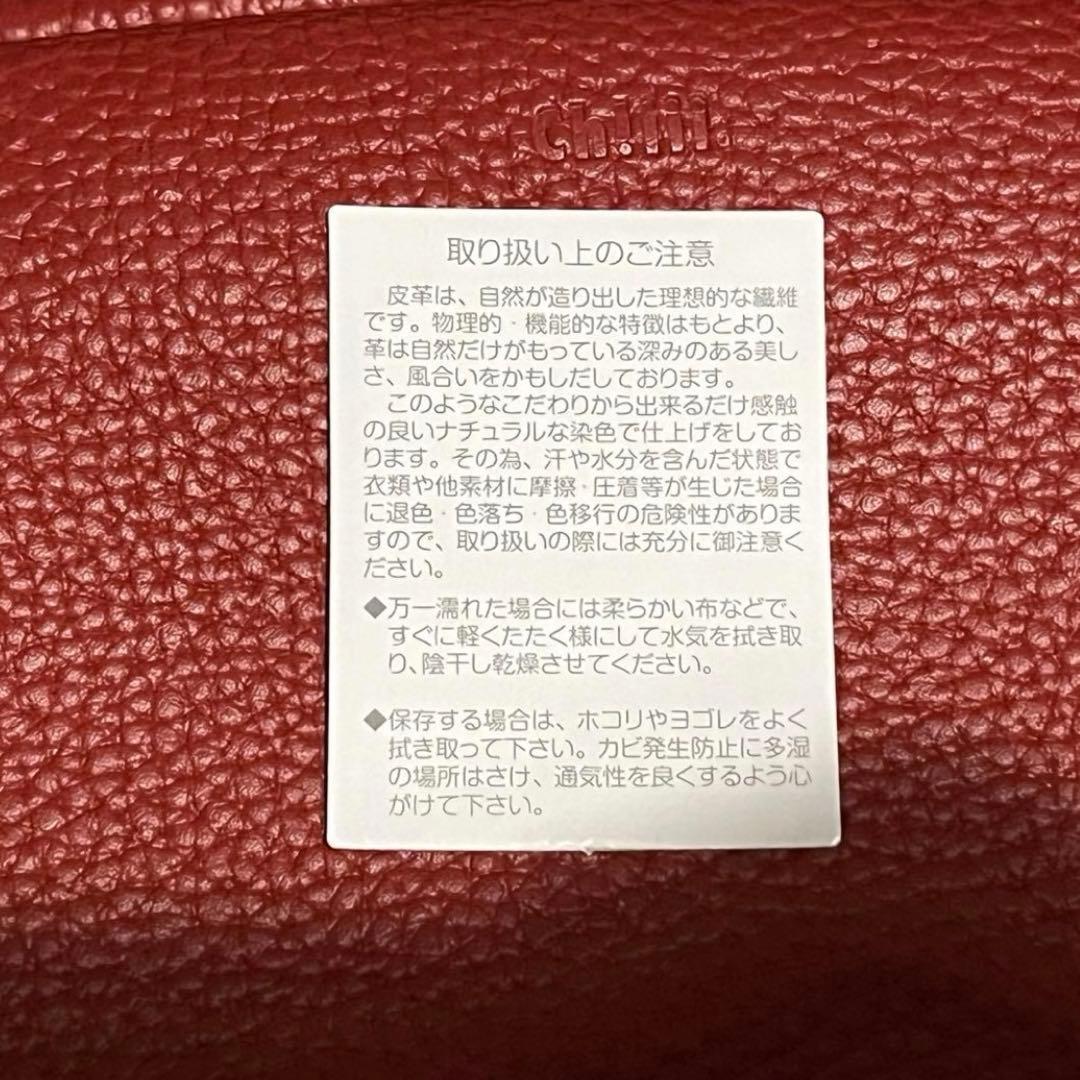 ch!iii.
取り扱い上のご注意
皮革は、自然が造り出した理想的な繊維
です。物理的・機能的な特徴はもとより、
革は自然だけがもっている深みのある美し
さ、風合いをかもしだしております。
このようなこだわりから出来るだけ感触
の良いナチュラルな染色で仕上げをしてお
ります。その為、汗や水分を含んだ状態で
衣類や他素材に摩擦・圧着等が生じた場合
に退色・色落ち・色移行の危険性がありま
すので、取り扱いの際には充分に御注意く
ださい。
◆万一濡れた場合には柔らかい布などで、
すぐに軽くたたく様にして水気を拭き取
り、陰干し乾燥させてください。
◆保存する場合は、ホコリやヨゴレをよく
拭き取って下さい。カビ発生防止に多湿
の場所はさけ、通気性を良くするよう心
がけて下さい。